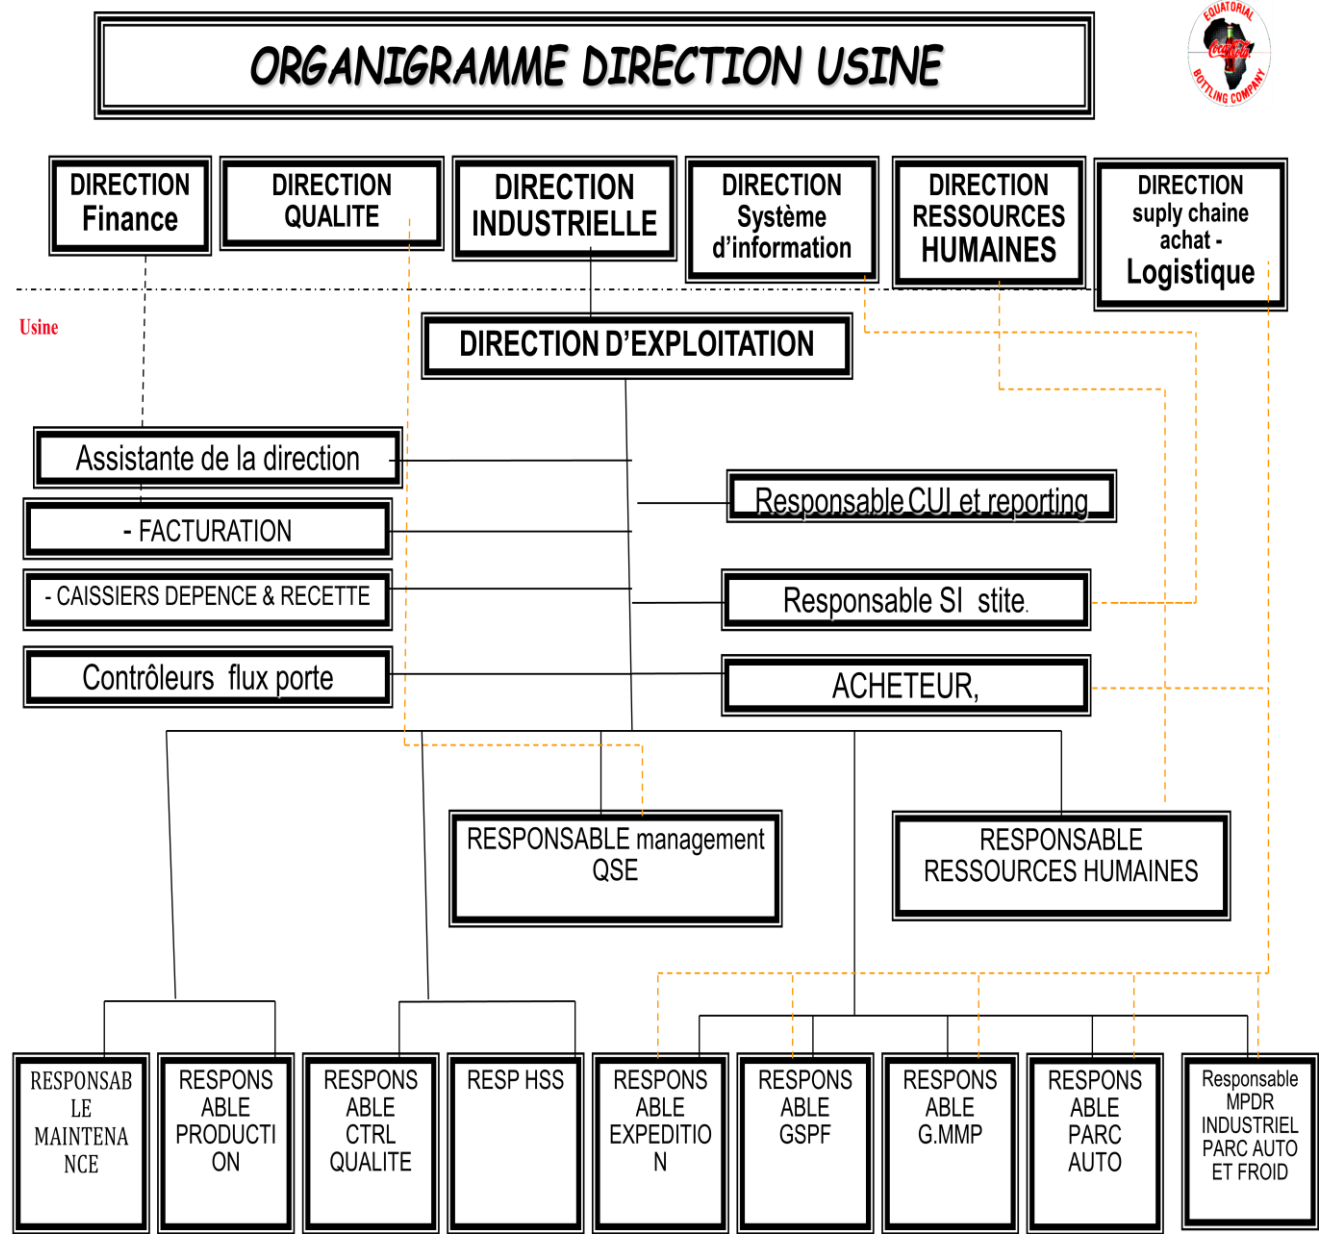 ORGANIGRAMME DIRECTION USINE
EQUATORIAL
Coca-Cola
BOTTLING COMPANY
DIRECTION
Finance
DIRECTION
QUALITE
DIRECTION
INDUSTRIELLE
DIRECTION
Système
d’information
DIRECTION
RESSOURCES
HUMAINES
DIRECTION
suply chaine
achat -
Logistique
Usine
DIRECTION D’EXPLOITATION
Assistante de la direction
- FACTURATION
- CAISSIERS DEPENCE & RECETTE
Contrôleurs flux porte
Responsable CUI et reporting
Responsable SI stite.
ACHETEUR,
RESPONSABLE management
QSE
RESPONSABLE
RESSOURCES HUMAINES
RESPONSAB
LE
MAINTENA
NCE
RESPONS
ABLE
PRODUCTI
ON
RESPONS
ABLE
CTRL
QUALITE
RESP HSS
RESPONS
ABLE
EXPEDITIO
N
RESPONS
ABLE
GSPF
RESPONS
ABLE
G.MMP
RESPONS
ABLE
PARC
AUTO
Responsable
MPDR
INDUSTRIEL
PARC AUTO
ET FROID